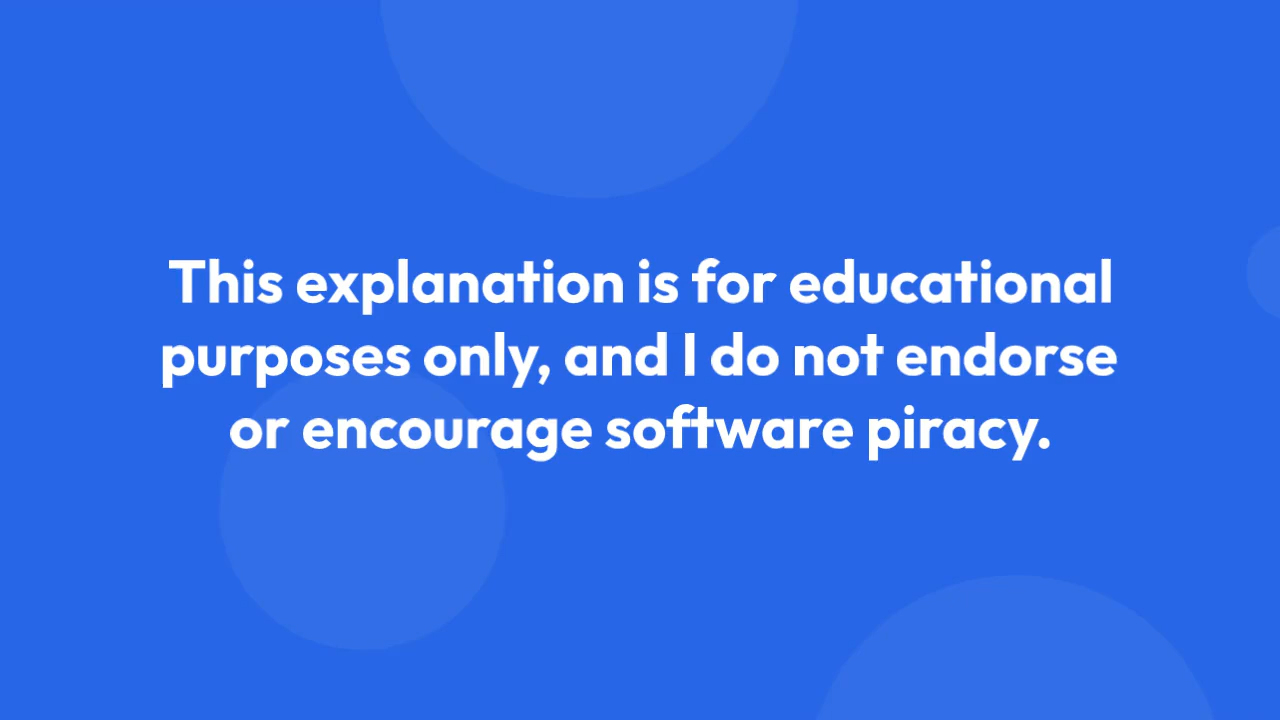 This explanation is for educational
purposes only, and I do not endorse
or encourage software piracy.